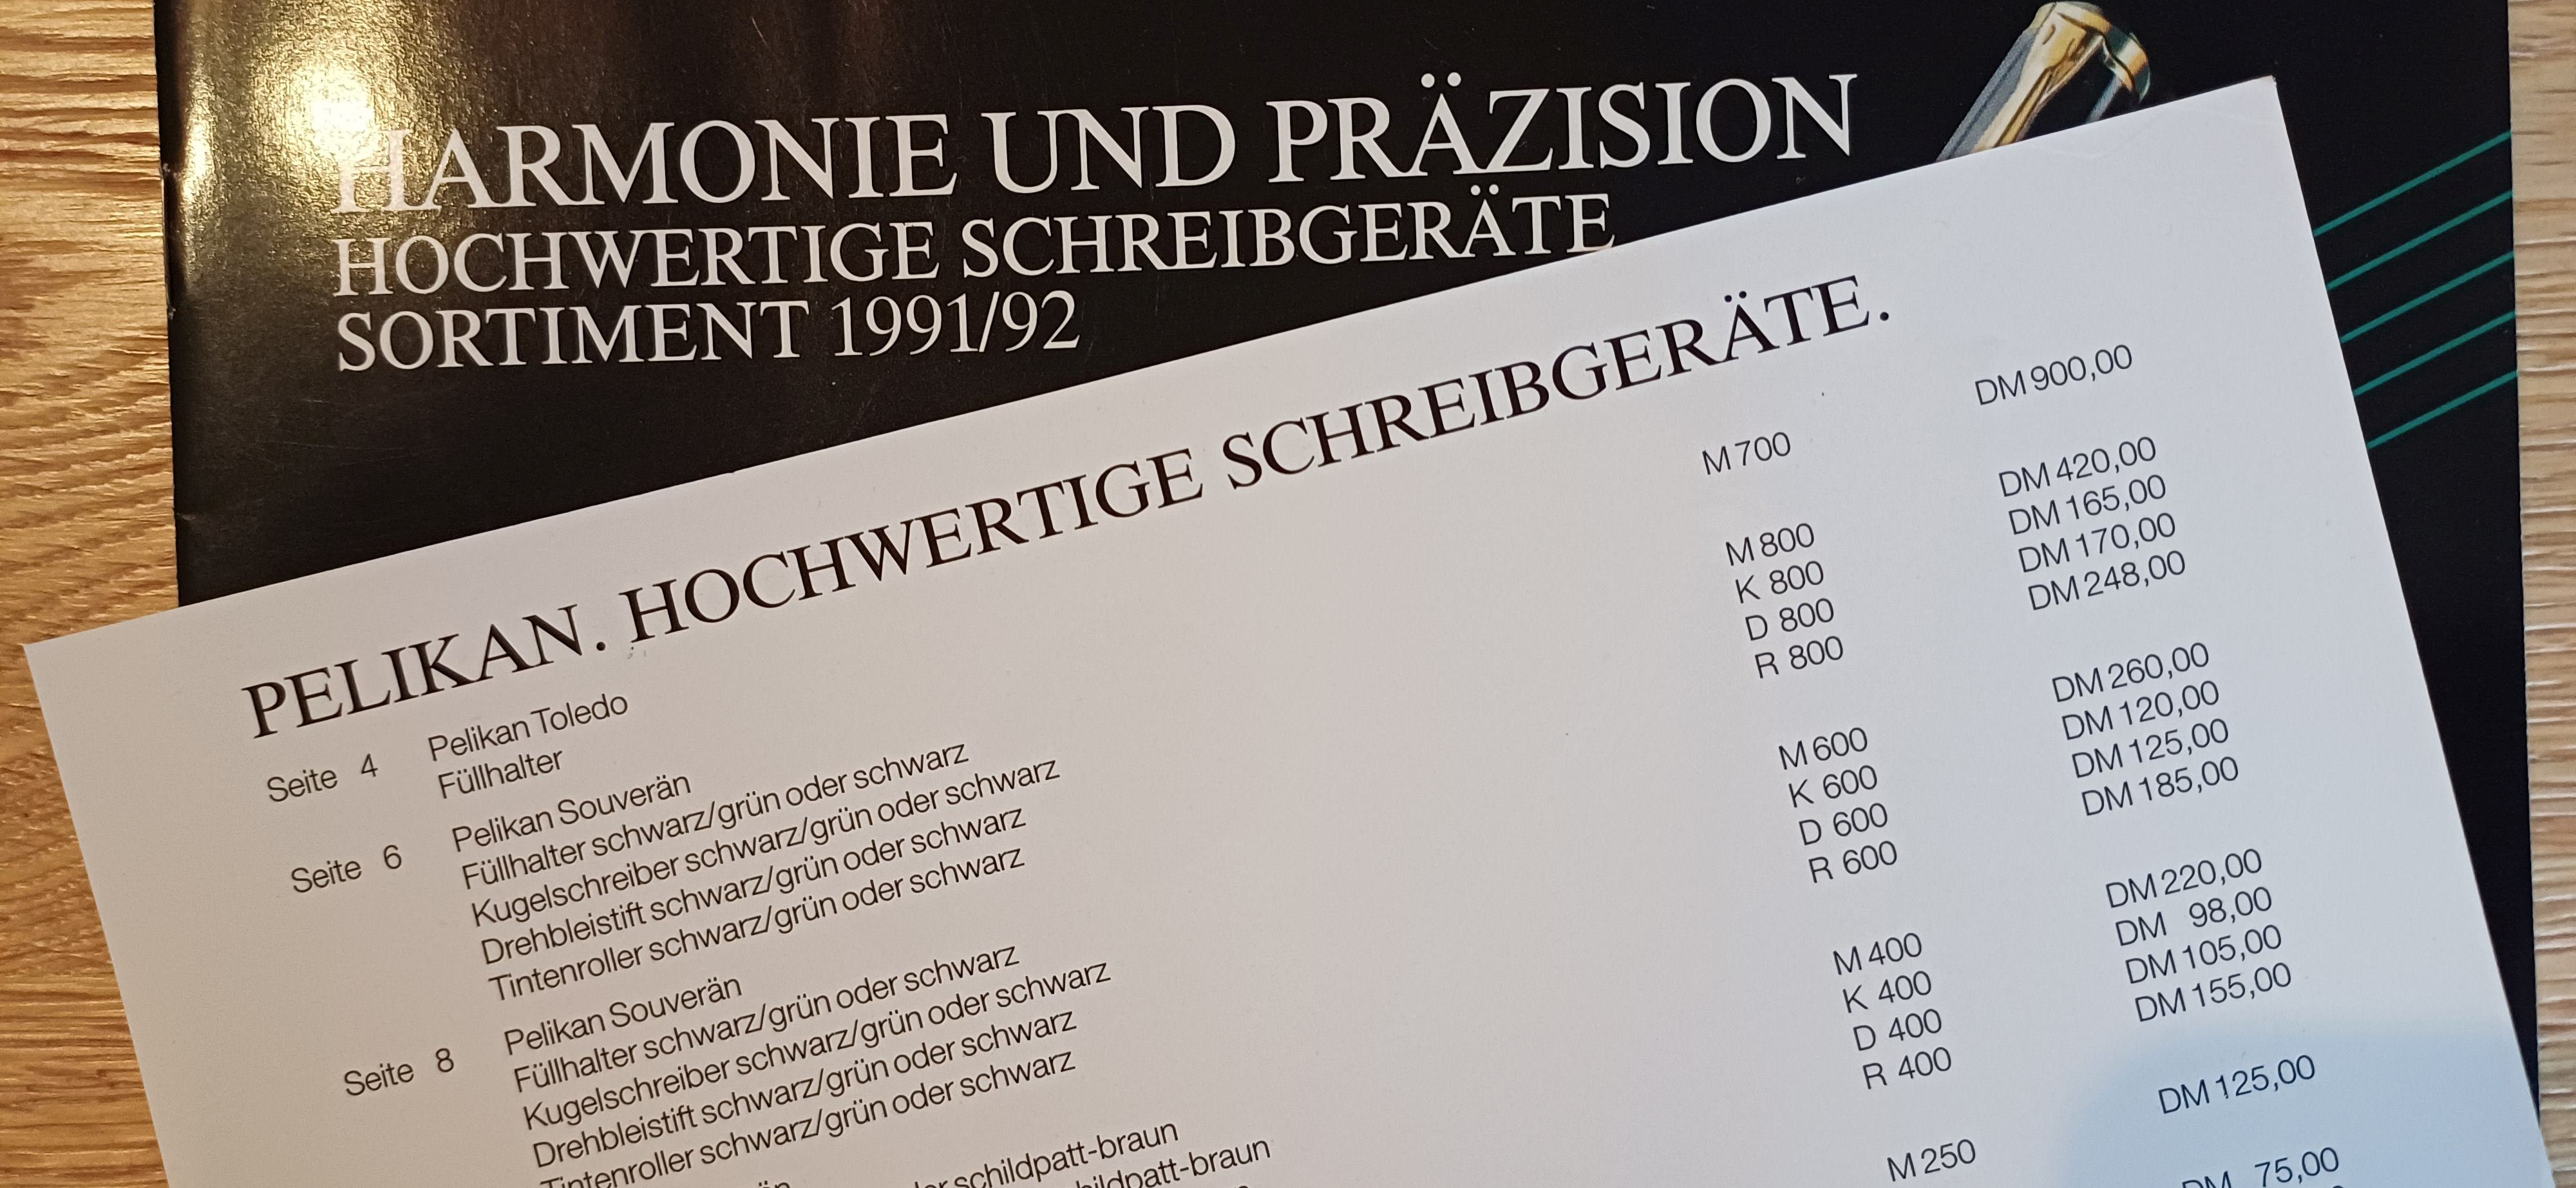 HARMONIE UND PRÄZISION
HOCHWERTIGE SCHREIBGERÄTE
SORTIMENT 1991/92
PELIKAN. HOCHWERTIGE SCHREIBGERÄTE.
Seite 4 Pelikan Toledo
Füllhalter M 700 DM 900,00
Seite 6 Pelikan Souverän
Füllhalter schwarz/grün oder schwarz M 800 DM 420,00
Kugelschreiber schwarz/grün oder schwarz K 800 DM 165,00
Drehbleistift schwarz/grün oder schwarz D 800 DM 170,00
Tintenroller schwarz/grün oder schwarz R 800 DM 248,00
Seite 8 Pelikan Souverän
Füllhalter schwarz/grün oder schwarz M 600 DM 260,00
Kugelschreiber schwarz/grün oder schwarz K 600 DM 120,00
Drehbleistift schwarz/grün oder schwarz D 600 DM 125,00
Tintenroller schwarz/grün oder schwarz R 600 DM 185,00
schildpatt-braun M 400 DM 220,00
K 400 DM 98,00
D 400 DM 105,00
R 400 DM 155,00
M 250 DM 125,00
DM 75,00